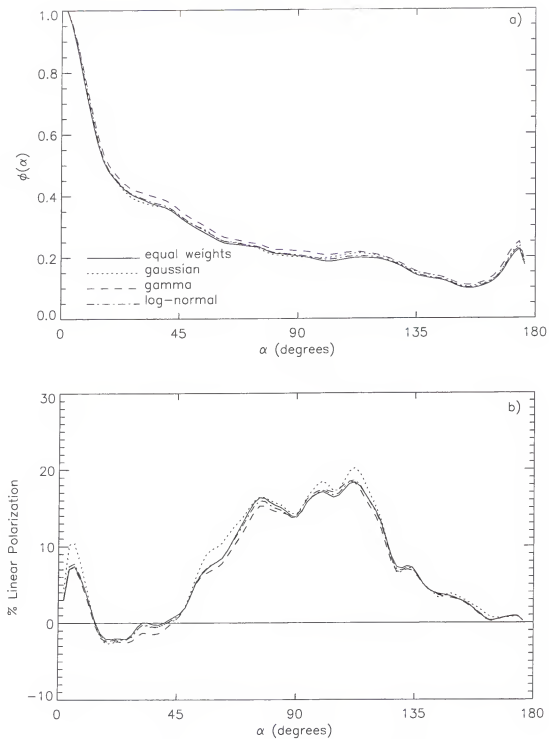 a)
1.0
0.8
0.6
0.4
0.2
0.0
φ(α)
equal weights
gaussian
gamma
log-normal
0 45 90 135 180
α (degrees)
b)
30
20
10
0
-10
% Linear Polarization
0 45 90 135 180
α (degrees)